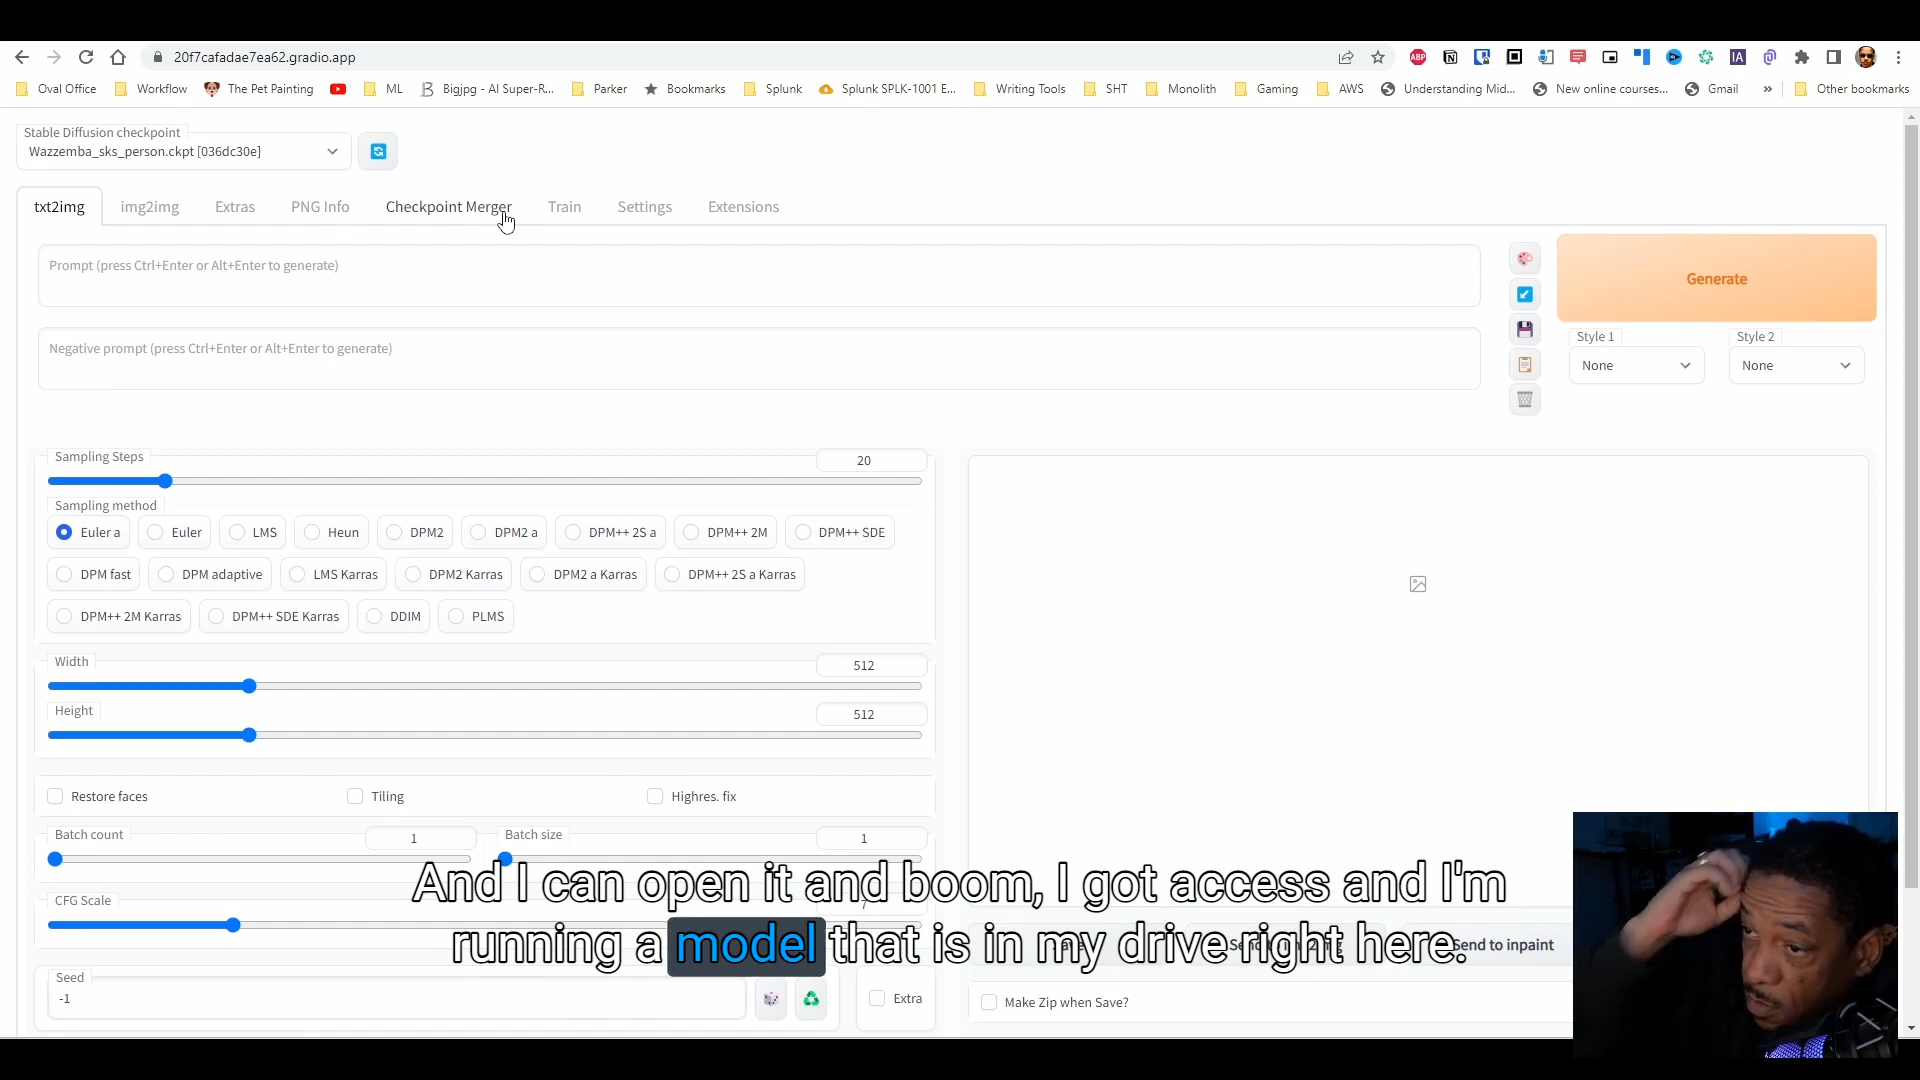 20f7cafadae7ea62.gradio.app
Oval Office Workflow The Pet Painting ML Bigjpg - AI Super-R... Parker Bookmarks Splunk Splunk SPLK-1001 E... Writing Tools SHT Monolith Gaming AWS Understanding Mid... New online courses... Gmail » Other bookmarks
Stable Diffusion checkpoint
Wazzemba_sks_person.ckpt [036dc30e]
txt2img img2img Extras PNG Info Checkpoint Merger Train Settings Extensions
Prompt (press Ctrl+Enter or Alt+Enter to generate)
Generate
Negative prompt (press Ctrl+Enter or Alt+Enter to generate)
Style 1 Style 2
None None
Sampling Steps 20
Sampling method
Euler a Euler LMS Heun DPM2 DPM2 a DPM++ 2S a DPM++ 2M DPM++ SDE
DPM fast DPM adaptive LMS Karras DPM2 Karras DPM2 a Karras DPM++ 2S a Karras
DPM++ 2M Karras DPM++ SDE Karras DDIM PLMS
Width 512
Height 512
Restore faces Tiling Highres. fix
Batch count 1 Batch size 1
CFG Scale 7
And I can open it and boom, I got access and I'm
running a model that is in my drive right here.
Send to inpaint
Seed
-1
Extra
Make Zip when Save?
ABP
IA